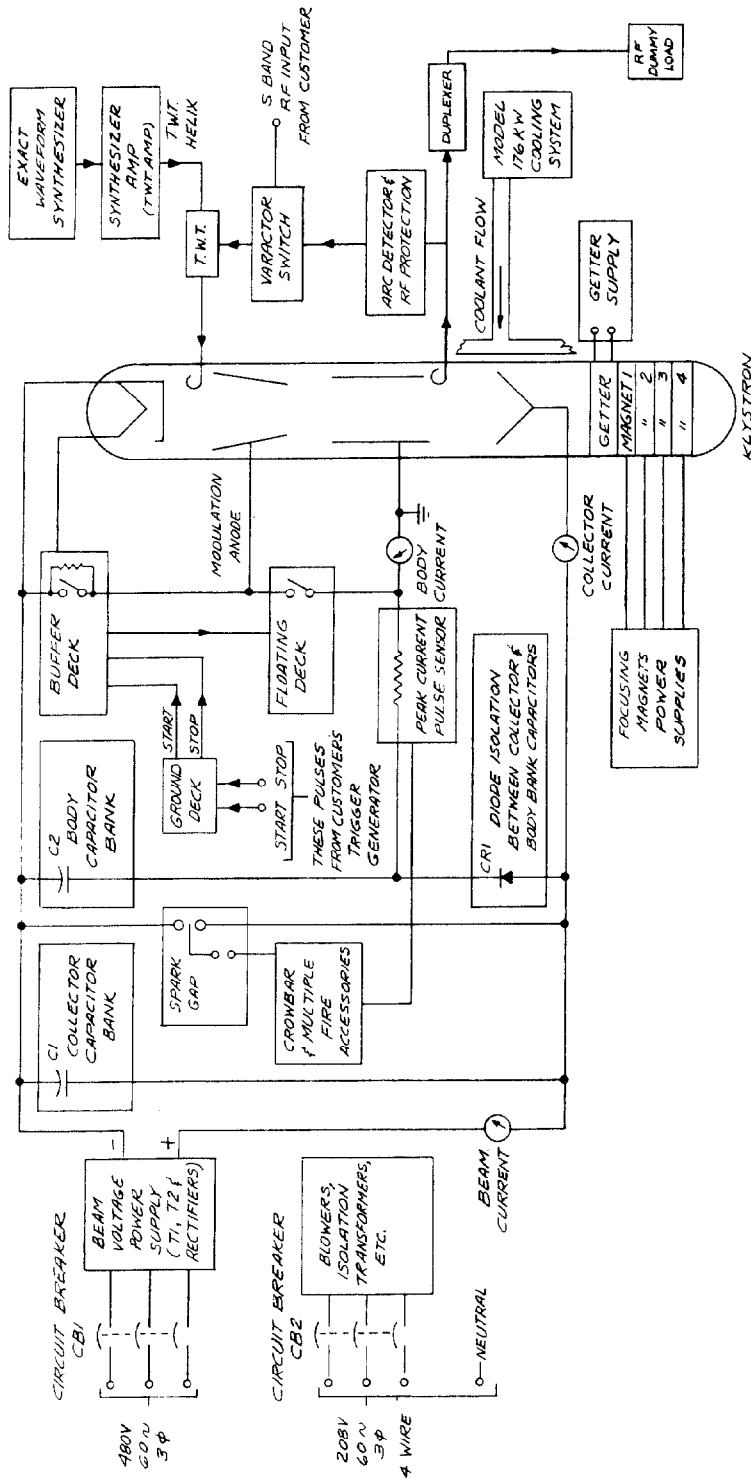 480V
60 ~
3φ
CIRCUIT BREAKER
CB1
BEAM
VOLTAGE
POWER
SUPPLY
(T1, T2 &
RECTIFIERS)
-
+
208V
60 ~
3φ
4 WIRE
CIRCUIT BREAKER
CB2
BLOWERS,
ISOLATION
TRANSFORMERS,
ETC.
NEUTRAL
BEAM
CURRENT
C1
COLLECTOR
CAPACITOR
BANK
SPARK
GAP
CROWBAR
& MULTIPLE
FIRE
ACCESSORIES
C2
BODY
CAPACITOR
BANK
GROUND
DECK
START
STOP
START STOP
THESE PULSES
FROM CUSTOMERS
TRIGGER
GENERATOR
CR1
DIODE ISOLATION
BETWEEN COLLECTOR &
BODY BANK CAPACITORS
BUFFER
DECK
FLOATING
DECK
MODULATION
ANODE
PEAK CURRENT
PULSE SENSOR
BODY
CURRENT
COLLECTOR
CURRENT
FOCUSING
MAGNETS
POWER
SUPPLIES
GETTER
MAGNET 1
" 2
" 3
" 4
KLYSTRON
EXACT
WAVEFORM
SYNTHESIZER
SYNTHESIZER
AMP
(TWT AMP)
T.W.T.
HELIX
T.W.T.
VARACTOR
SWITCH
S BAND
RF INPUT
FROM CUSTOMER
ARC DETECTOR &
RF PROTECTION
DUPLEXER
RF
DUMMY
LOAD
COOLANT FLOW
MODEL
176 KW
COOLING
SYSTEM
GETTER
SUPPLY